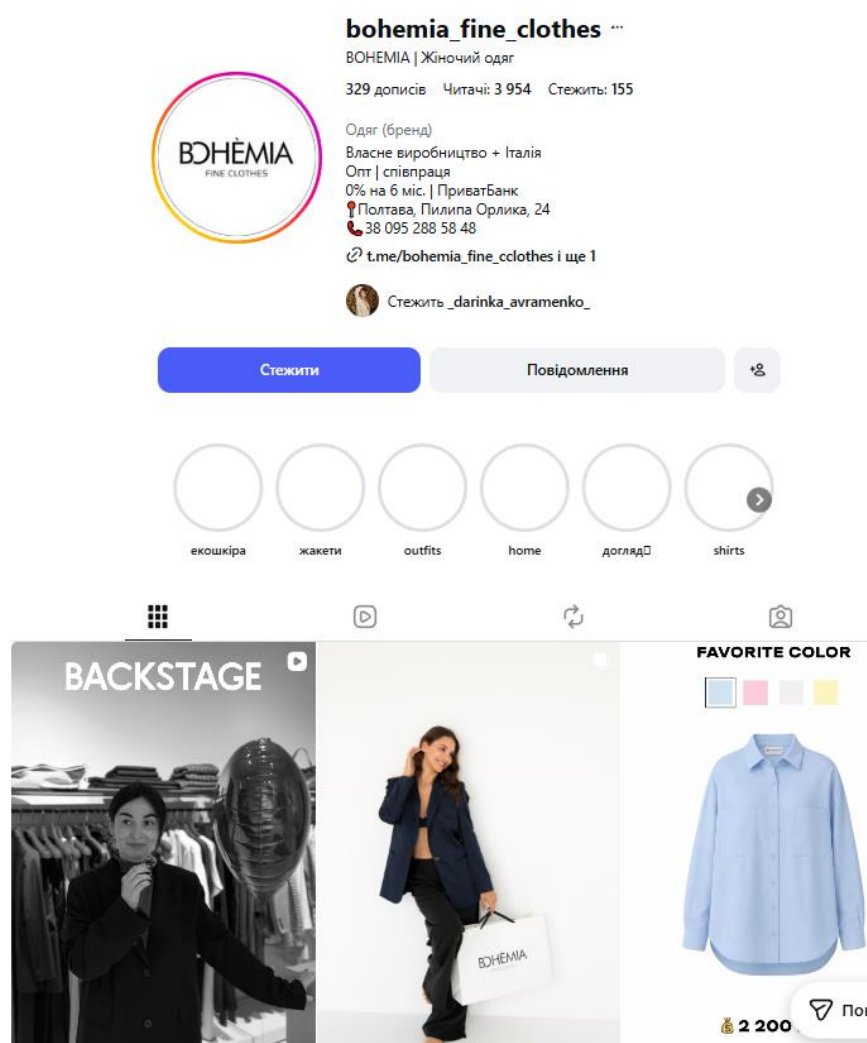 bohemia_fine_clothes ...
BOHEMIA | Жіночий одяг
329 дописів Читачі: 3 954 Стежить: 155
BOHÈMIA
FINE CLOTHES
Одяг (бренд)
Власне виробництво + Італія
Опт | співпраця
0% на 6 міс. | ПриватБанк
📍Полтава, Пилипа Орлика, 24
📞38 095 288 58 48
t.me/bohemia_fine_cclothes і ще 1
Стежить _darinka_avramenko_
Стежити
Повідомлення
екошкіра
жакети
outfits
home
догляд
shirts
BACKSTAGE
BOHÈMIA
FAVORITE COLOR
💰2 200